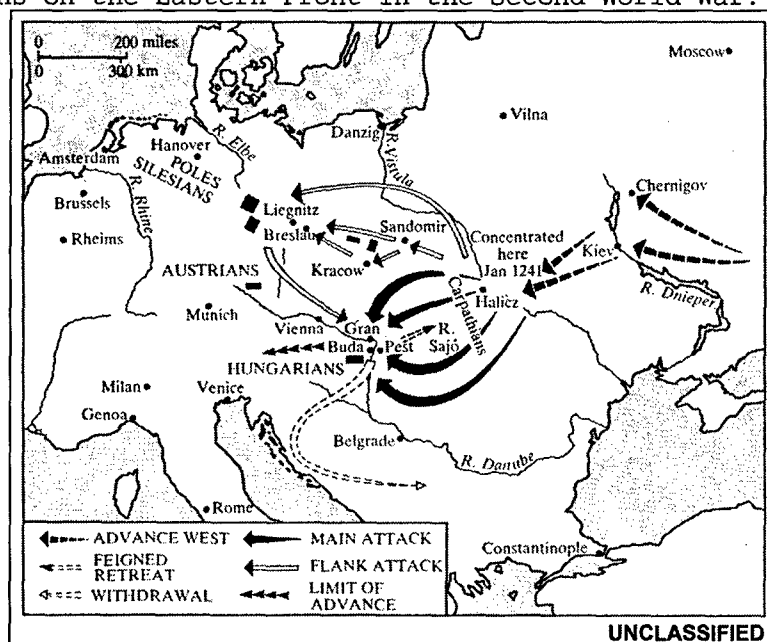 ns on the Eastern Front in the Second World War.
0 200 miles
0 300 km
Moscow
Vilna
Danzig
R. Vistula
R. Elbe
Hanover
Amsterdam
POLES
SILESIANS
Brussels
R. Rhine
Rheims
Liegnitz
Breslau
Sandomir
Kracow
Chernigov
Concentrated
here
Jan 1241
Kiev
R. Dnieper
Halicz
Carpathians
AUSTRIANS
Munich
Vienna
Gran
Buda
Pest
R.
Sajó
HUNGARIANS
Milan
Venice
Genoa
Belgrade
R. Danube
Rome
Constantinople
ADVANCE WEST
MAIN ATTACK
FEIGNED
RETREAT
FLANK ATTACK
WITHDRAWAL
LIMIT OF
ADVANCE
UNCLASSIFIED